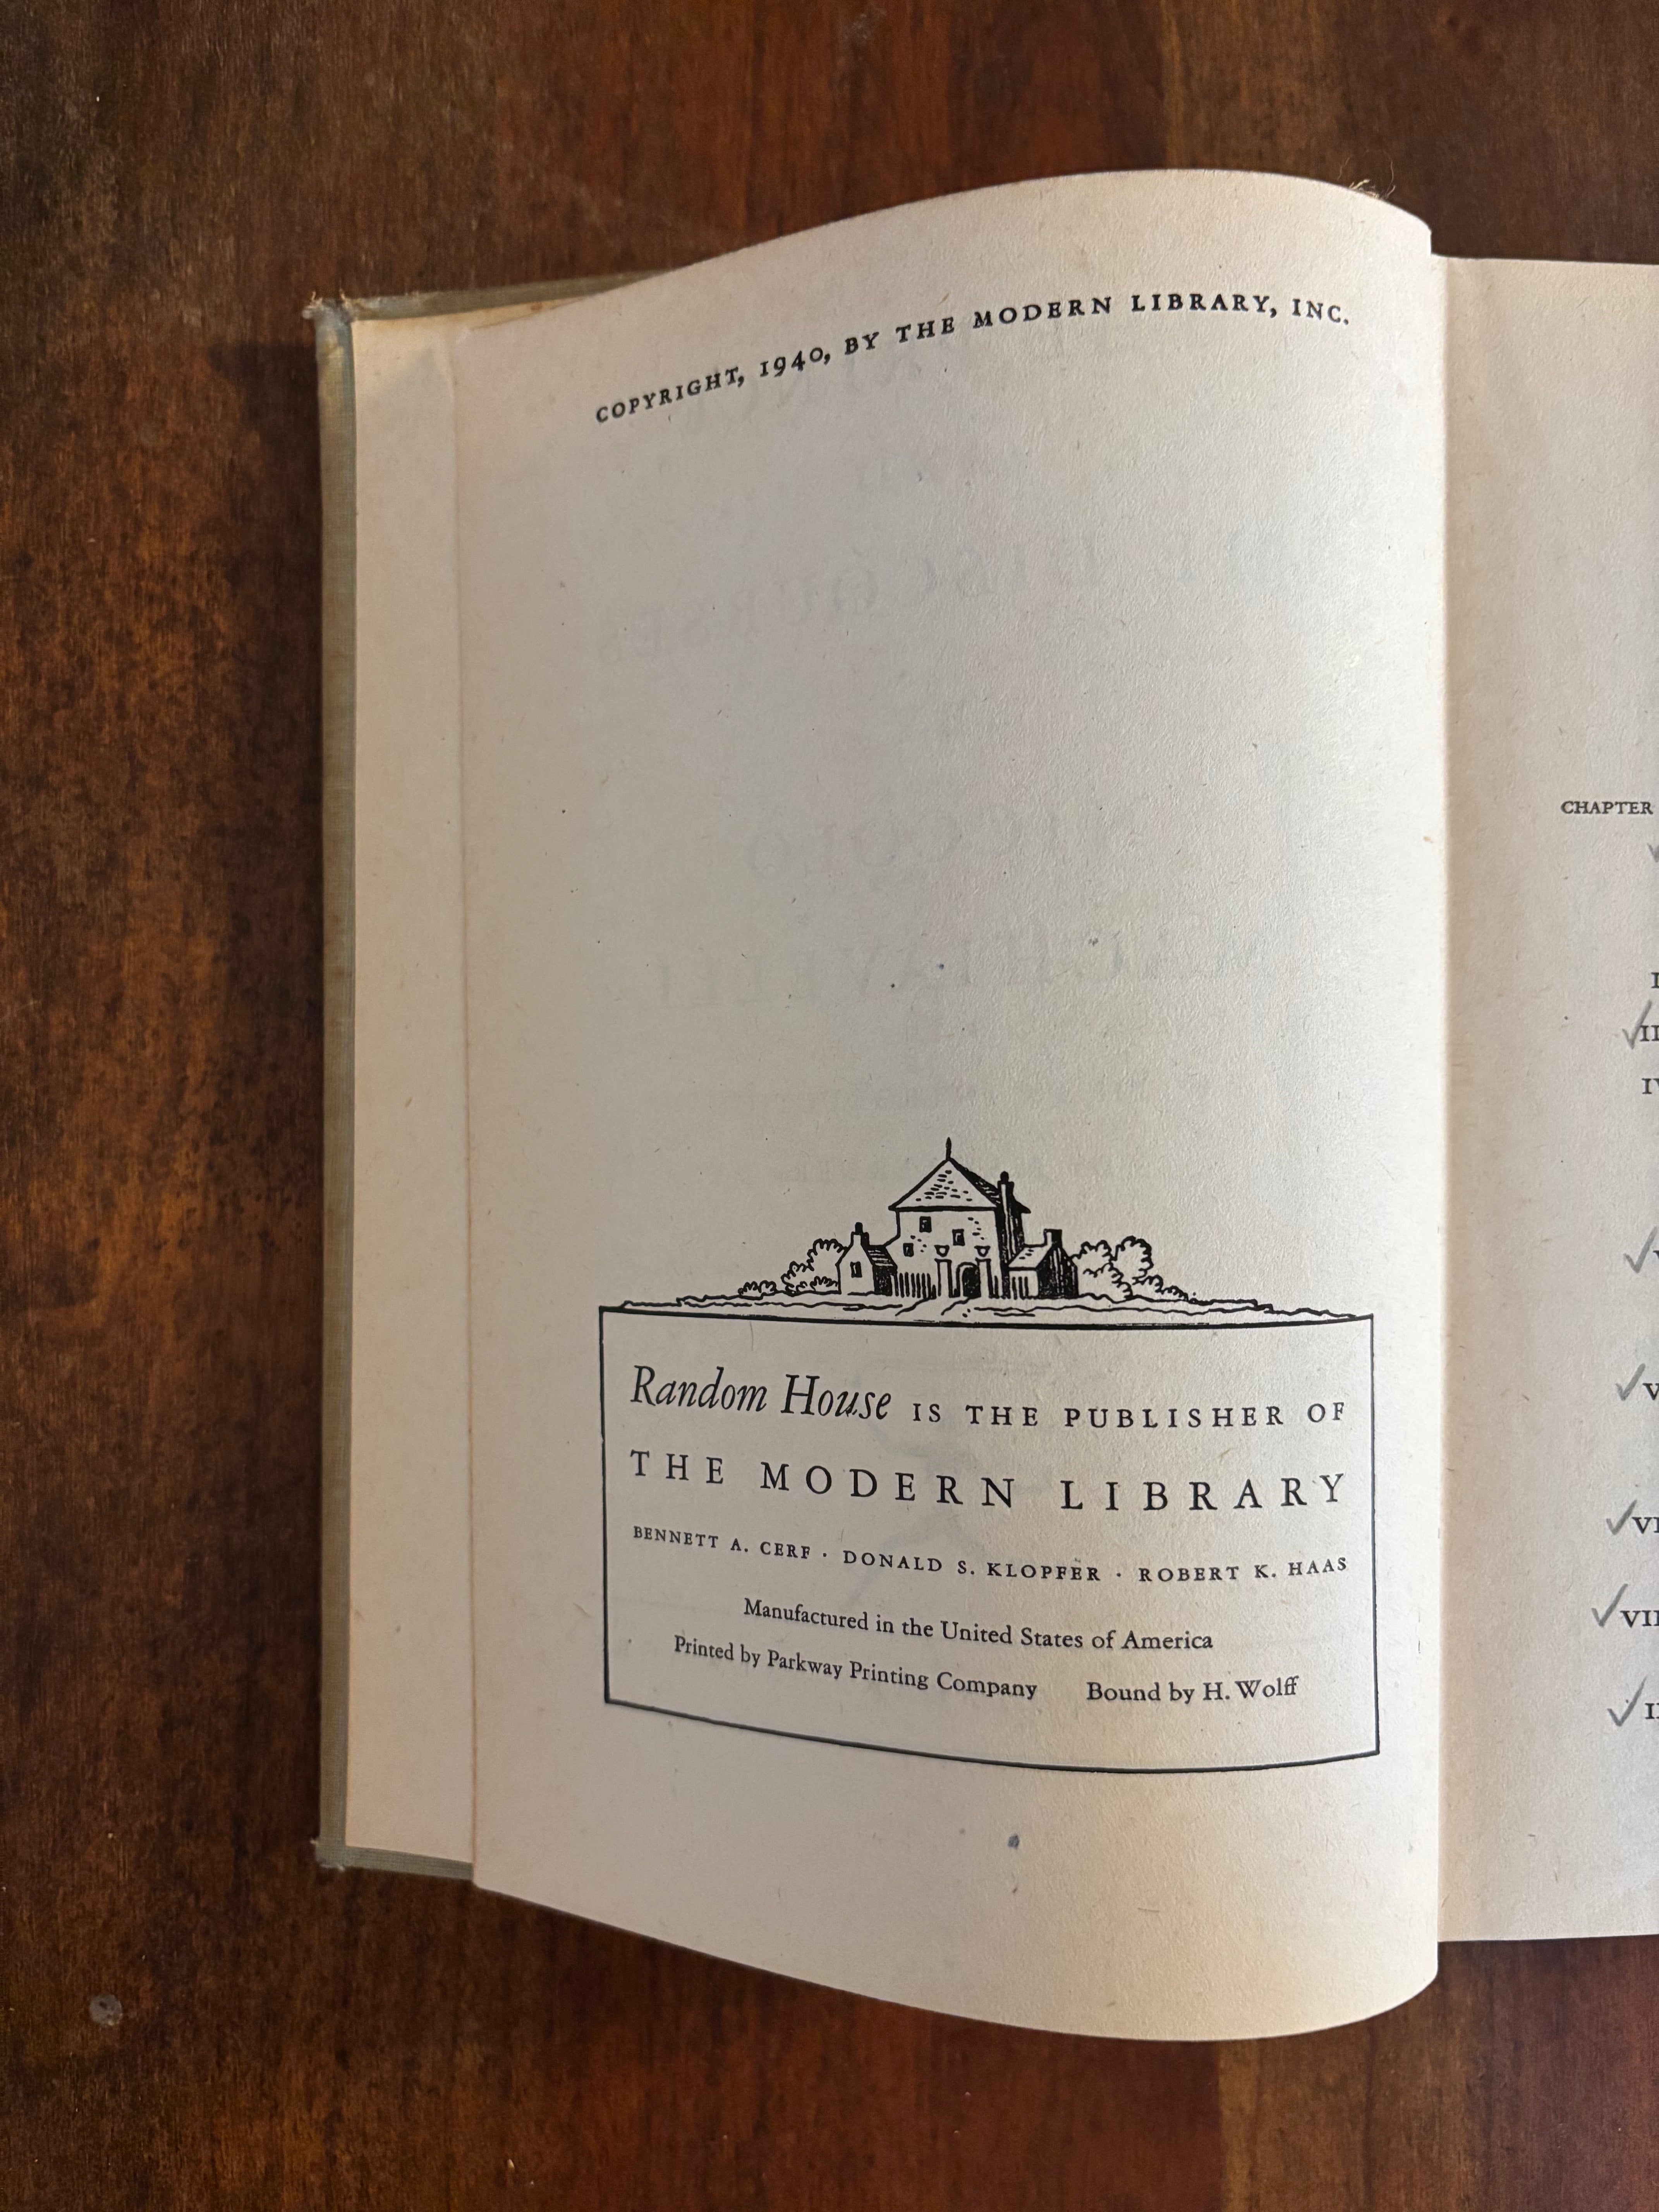 COPYRIGHT, 1940, BY THE MODERN LIBRARY, INC.
Random House IS THE PUBLISHER OF
THE MODERN LIBRARY
BENNETT A. CERF · DONALD S. KLOPFER · ROBERT K. HAAS
Manufactured in the United States of America
Printed by Parkway Printing Company Bound by H. Wolff
CHAPTER